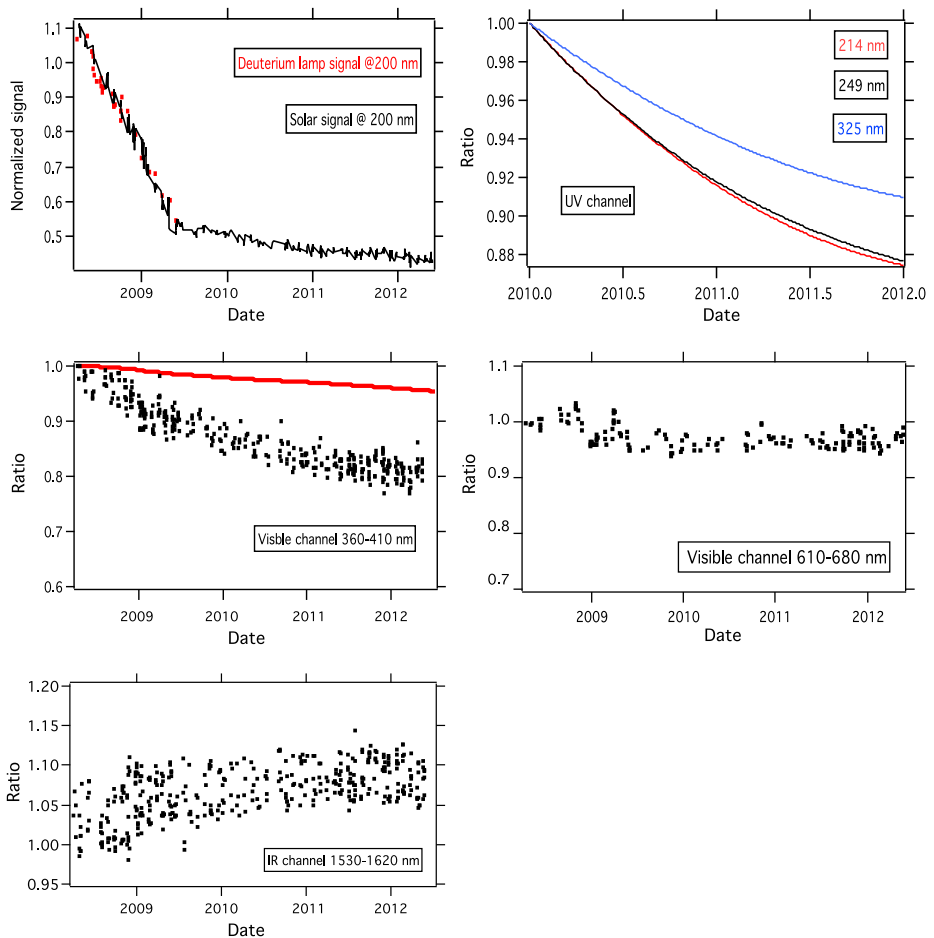 Normalized signal
1.1
1.0
0.9
0.8
0.7
0.6
0.5
Deuterium lamp signal @200 nm
Solar signal @ 200 nm
2009
2010
2011
2012
Date
Ratio
1.00
0.98
0.96
0.94
0.92
0.90
0.88
214 nm
249 nm
325 nm
UV channel
2010.0
2010.5
2011.0
2011.5
2012.0
Date
Ratio
1.0
0.9
0.8
0.7
0.6
Visble channel 360-410 nm
2009
2010
2011
2012
Date
Ratio
1.1
1.0
0.9
0.8
0.7
Visible channel 610-680 nm
2009
2010
2011
2012
Date
Ratio
1.20
1.15
1.10
1.05
1.00
0.95
IR channel 1530-1620 nm
2009
2010
2011
2012
Date